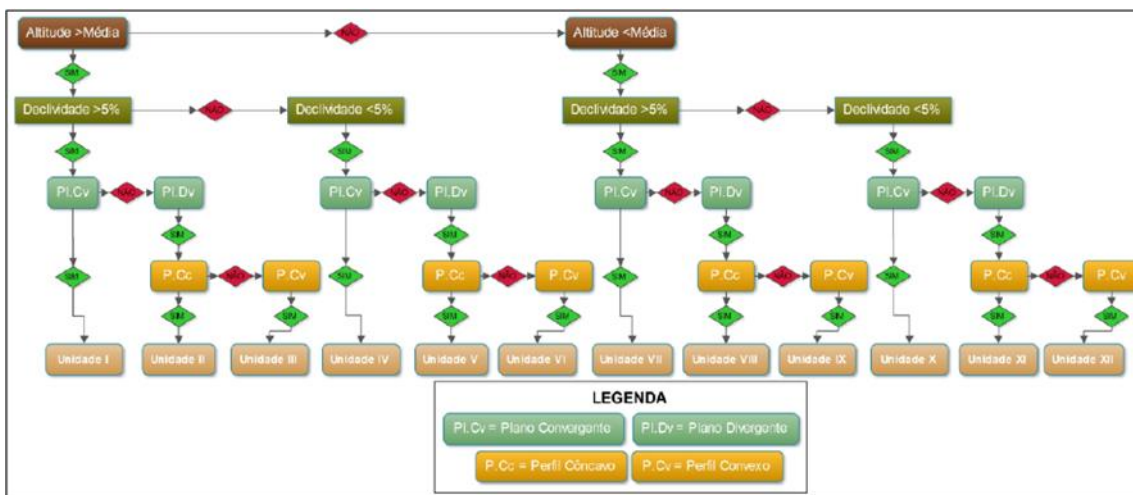 Altitude >Média
NÃO
Altitude <Média
SIM
SIM
Declividade >5%
NÃO
Declividade <5%
Declividade >5%
NÃO
Declividade <5%
SIM
SIM
SIM
SIM
Pl.Cv
NÃO
Pl.Dv
Pl.Cv
NÃO
Pl.Dv
Pl.Cv
NÃO
Pl.Dv
Pl.Cv
NÃO
Pl.Dv
SIM
SIM
SIM
SIM
SIM
P.Cc
NÃO
P.Cv
SIM
P.Cc
NÃO
P.Cv
SIM
P.Cc
NÃO
P.Cv
SIM
P.Cc
NÃO
P.Cv
SIM
SIM
SIM
SIM
SIM
SIM
SIM
SIM
Unidade I
Unidade II
Unidade III
Unidade IV
Unidade V
Unidade VI
Unidade VII
Unidade VIII
Unidade IX
Unidade X
Unidade XI
Unidade XII
LEGENDA
Pl.Cv = Plano Convergente
Pl.Dv = Plano Divergente
P.Cc = Perfil Côncavo
P.Cv = Perfil Convexo